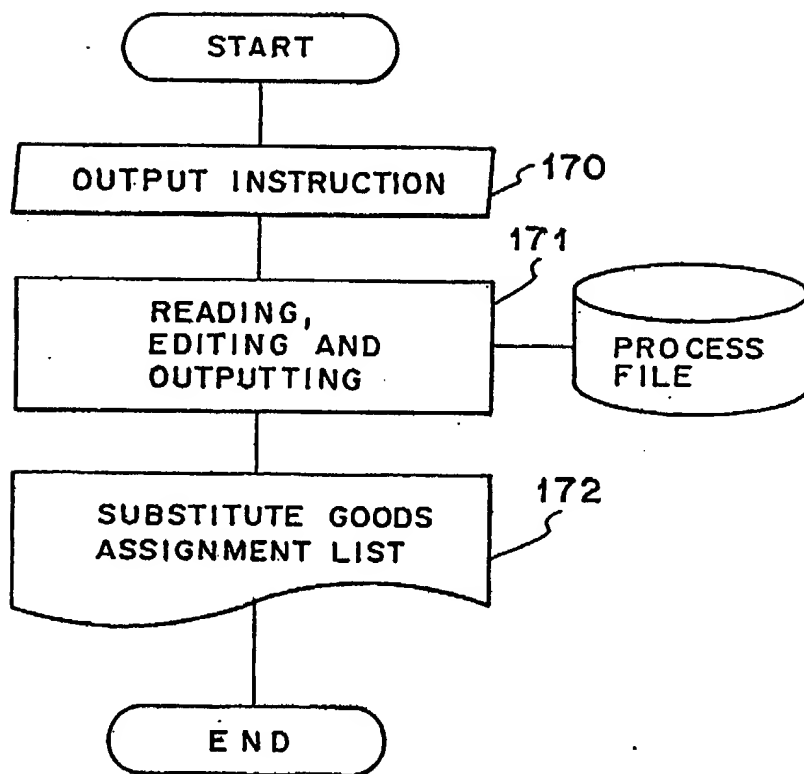 START
OUTPUT INSTRUCTION
170
171
READING,
EDITING AND
OUTPUTTING
PROCESS
FILE
172
SUBSTITUTE GOODS
ASSIGNMENT LIST
END